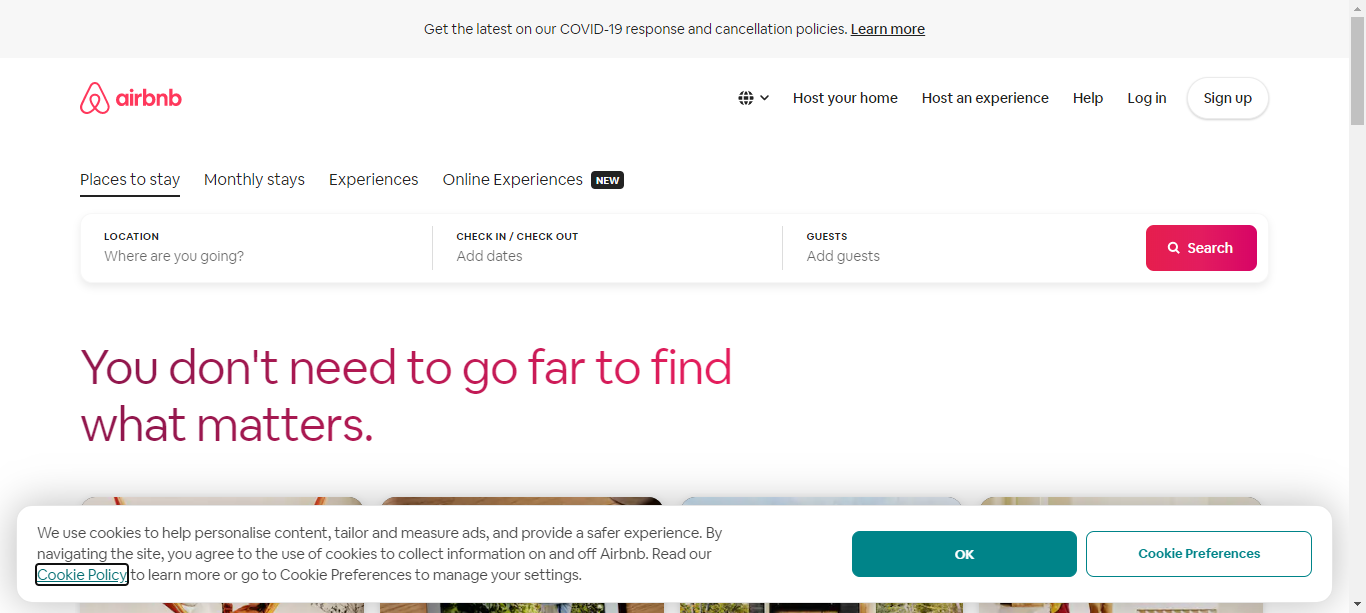 Get the latest on our COVID-19 response and cancellation policies. Learn more
airbnb
Host your home
Host an experience
Help
Log in
Sign up
Places to stay
Monthly stays
Experiences
Online Experiences NEW
LOCATION
Where are you going?
CHECK IN / CHECK OUT
Add dates
GUESTS
Add guests
Search
You don't need to go far to find
what matters.
We use cookies to help personalise content, tailor and measure ads, and provide a safer experience. By
navigating the site, you agree to the use of cookies to collect information on and off Airbnb. Read our
Cookie Policy to learn more or go to Cookie Preferences to manage your settings.
OK
Cookie Preferences